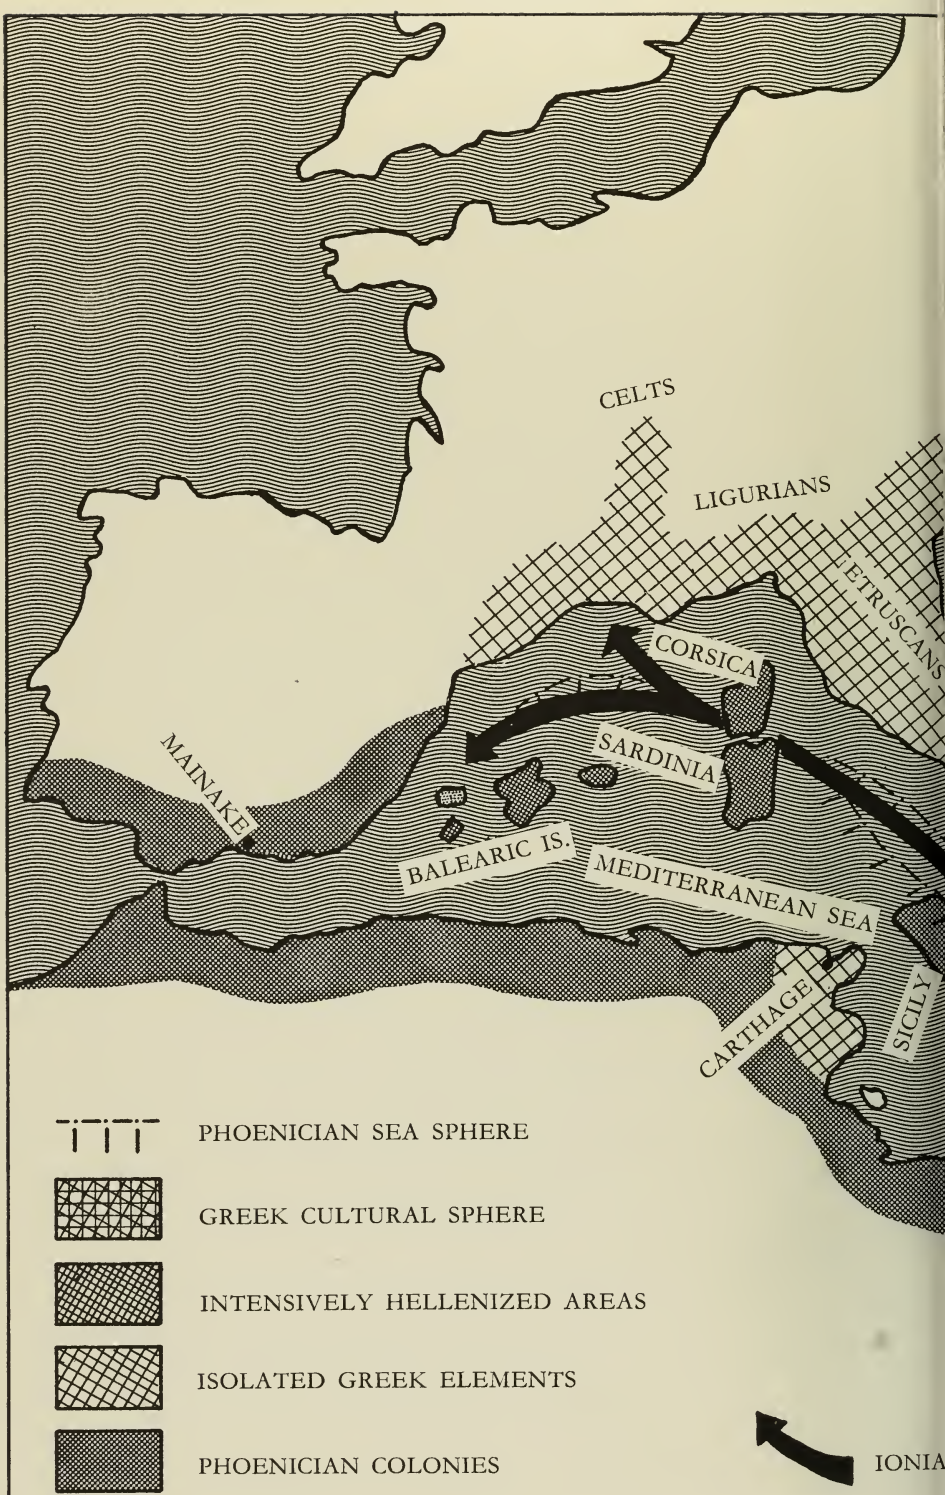 CELTS
LIGURIANS
ETRUSCANS
CORSICA
SARDINIA
MAINAKE
BALEARIC IS.
MEDITERRANEAN SEA
CARTHAGE
SICILY
PHOENICIAN SEA SPHERE
GREEK CULTURAL SPHERE
INTENSIVELY HELLENIZED AREAS
ISOLATED GREEK ELEMENTS
PHOENICIAN COLONIES
IONIA